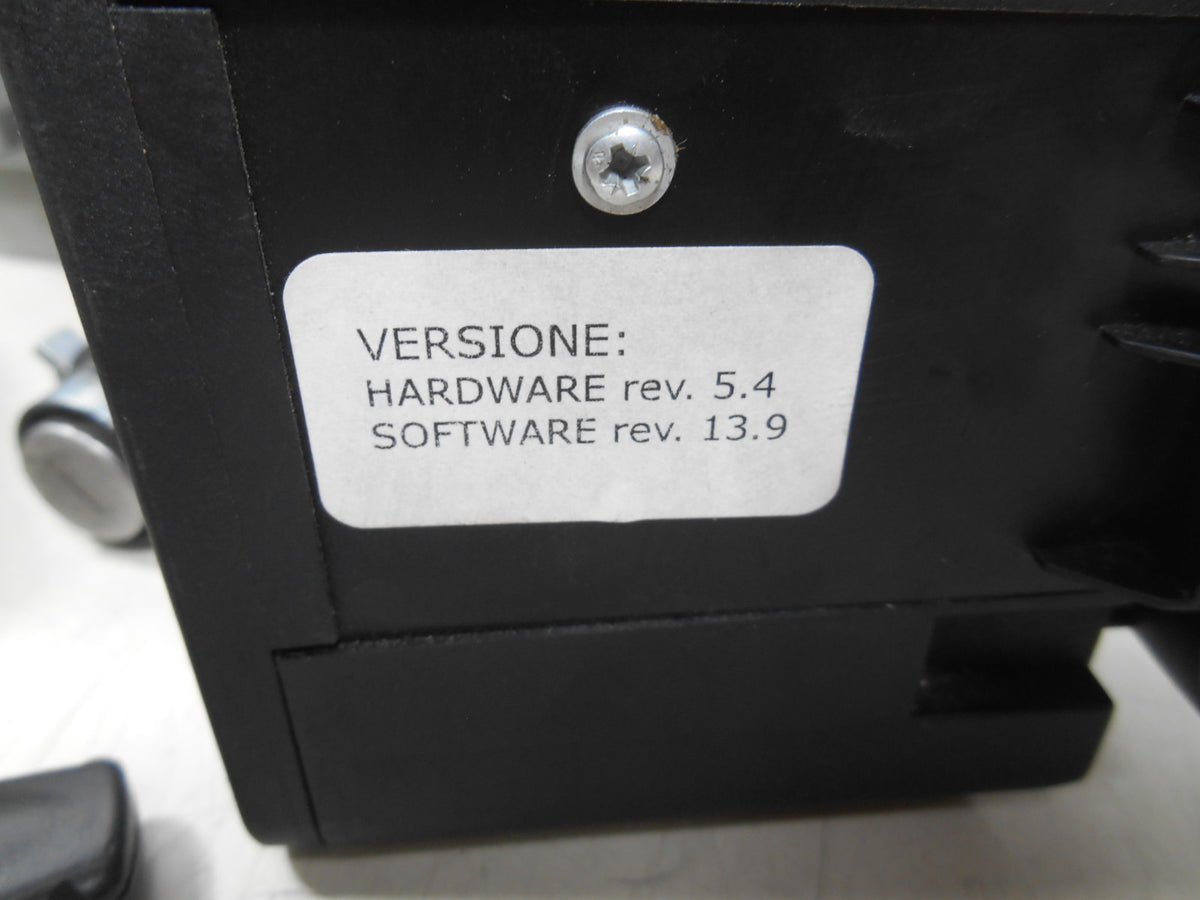 VERSIONE:
HARDWARE rev. 5.4
SOFTWARE rev. 13.9